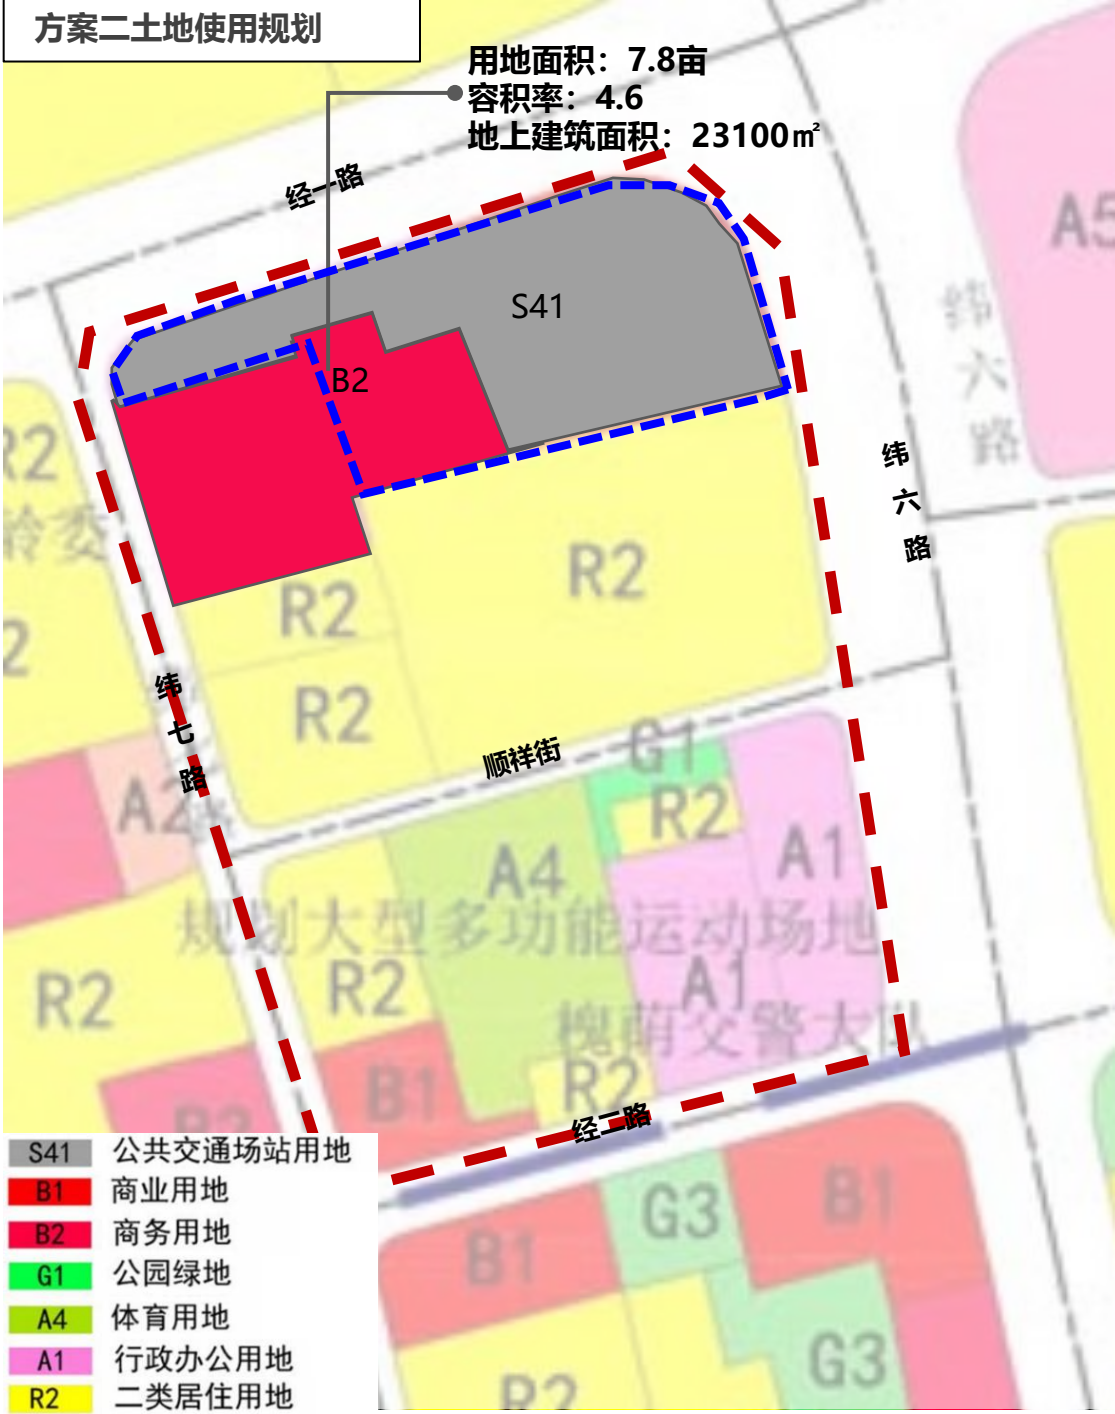 方案二土地使用规划
用地面积：7.8亩
容积率：4.6
地上建筑面积：23100㎡
经一路
A5
S41
纬六路
B2
R2
纬六路
龄委
R2
R2
2
R2
纬七路
顺祥街
G1
R2
A2
A1
A4
规划大型多功能运动场地
R2
R2
A1
槐荫交警大队
R2
B1
B2
经二路
S41 公共交通场站用地
B1 商业用地
B2 商务用地
G1 公园绿地
A4 体育用地
A1 行政办公用地
R2 二类居住用地
G3
B1
B1
G3
R2